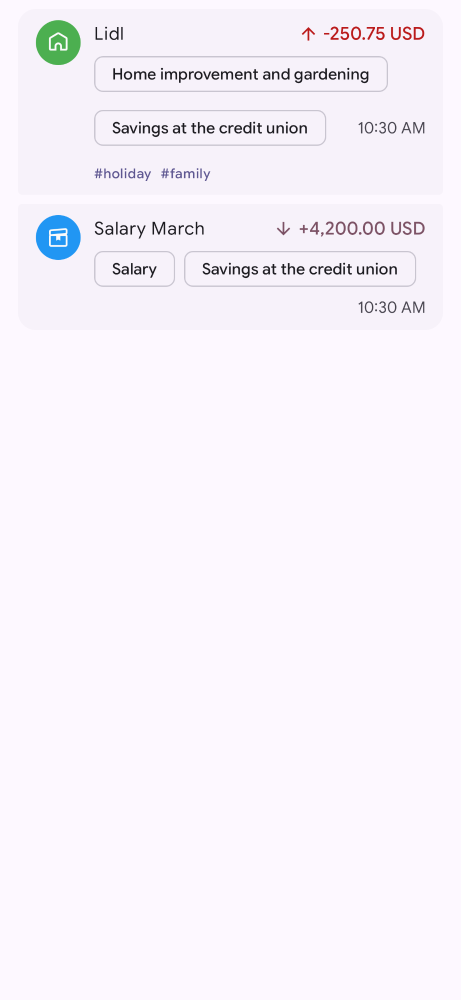 Lidl -250.75 USD
Home improvement and gardening
Savings at the credit union 10:30 AM
#holiday #family
Salary March +4,200.00 USD
Salary Savings at the credit union
10:30 AM